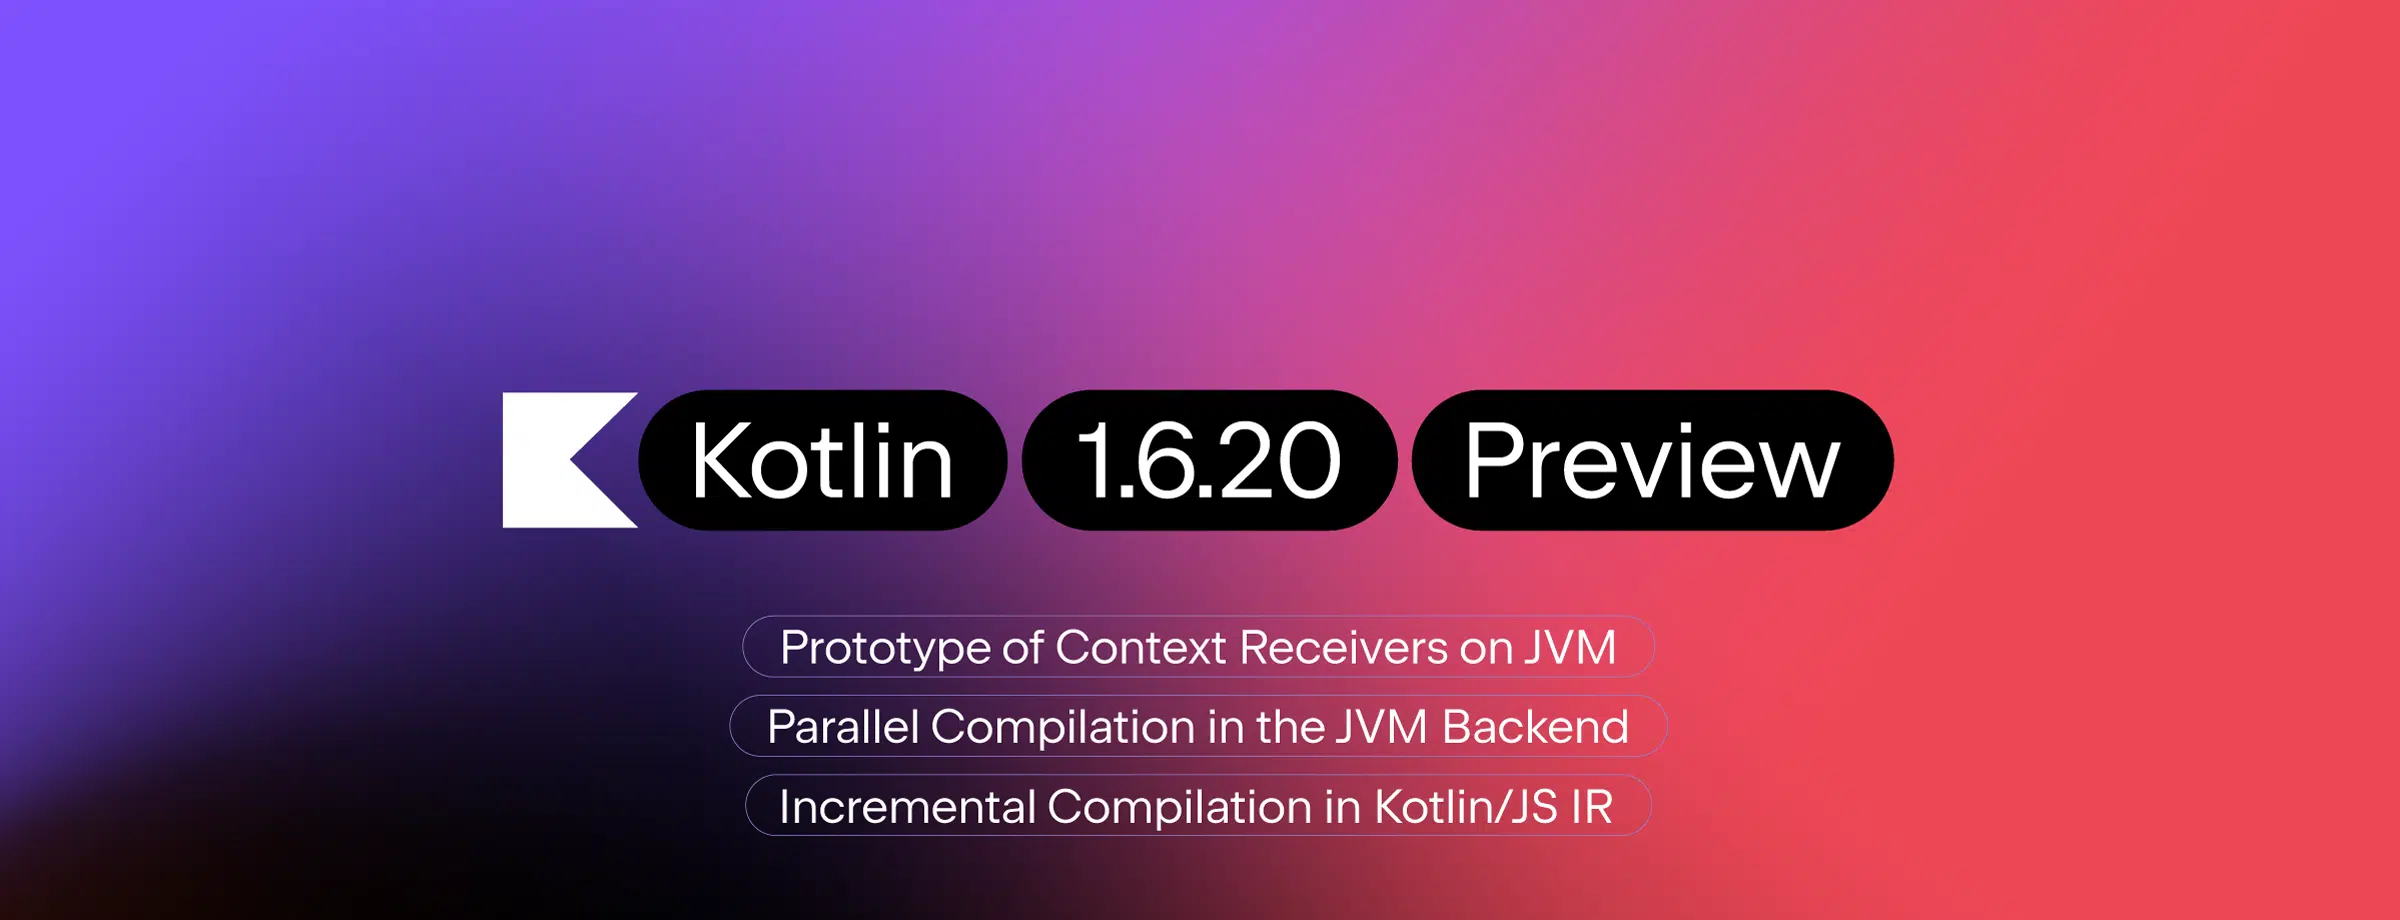 Kotlin 1.6.20 Preview
Prototype of Context Receivers on JVM
Parallel Compilation in the JVM Backend
Incremental Compilation in Kotlin/JS IR